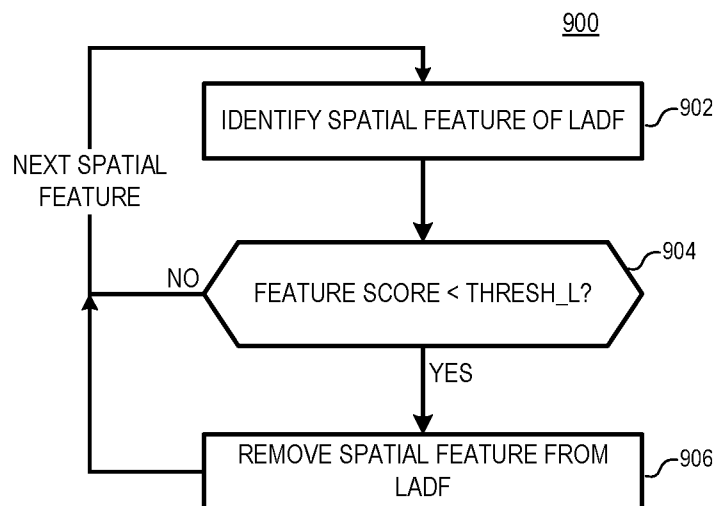 900
IDENTIFY SPATIAL FEATURE OF LADF
902
NEXT SPATIAL
FEATURE
904
NO
FEATURE SCORE < THRESH_L?
YES
REMOVE SPATIAL FEATURE FROM
LADF
906